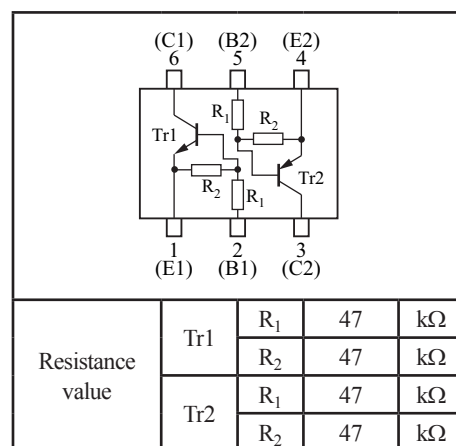 (C1) (B2) (E2)
6 5 4
R1
R2
Tr1
Tr2
R2
R1
1 2 3
(E1) (B1) (C2)
Resistance value
Tr1 R1 47 kΩ
R2 47 kΩ
Tr2 R1 47 kΩ
R2 47 kΩ